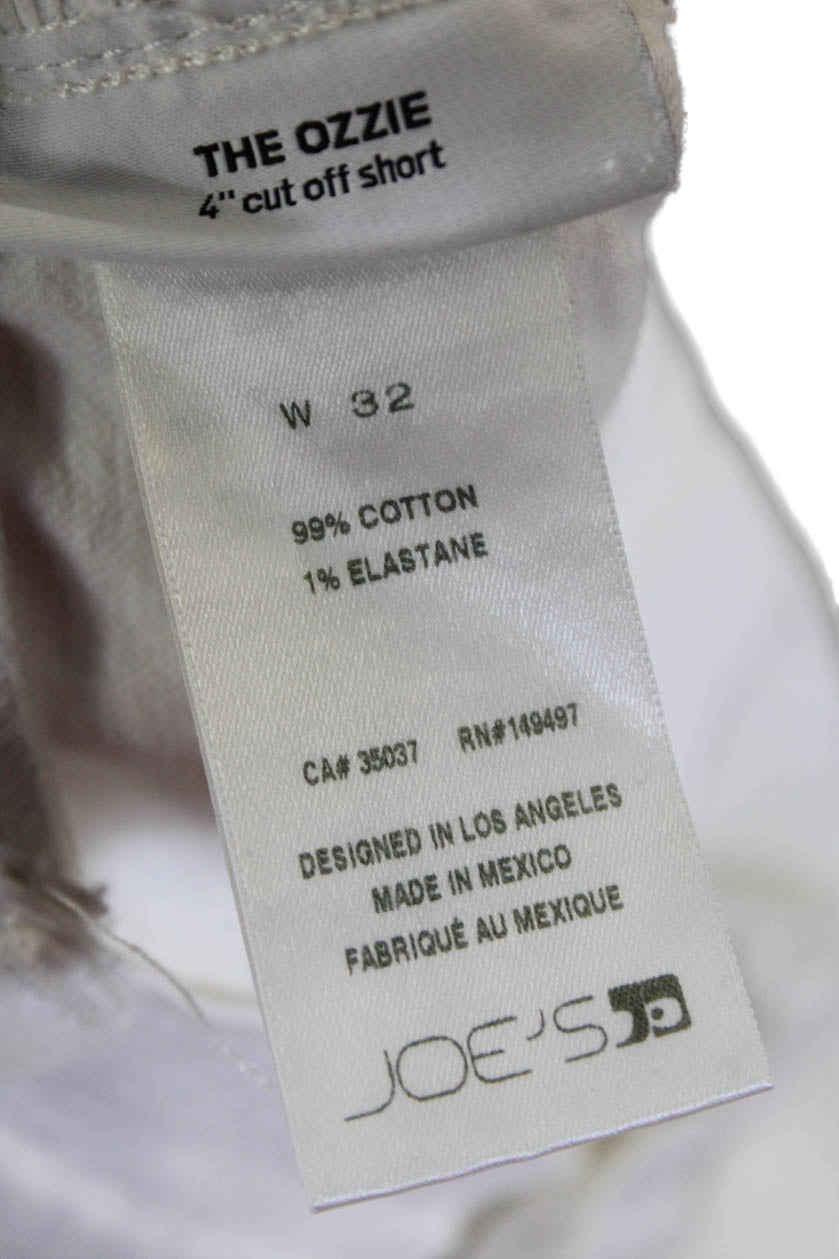 THE OZZIE
4" cut off short
W 32
99% COTTON
1% ELASTANE
CA# 35037 RN#149497
DESIGNED IN LOS ANGELES
MADE IN MEXICO
FABRIQUÉ AU MEXIQUE
JOE'S